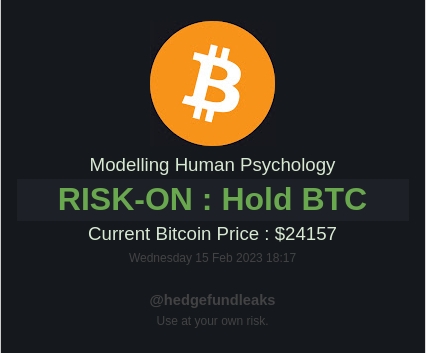 Modelling Human Psychology
RISK-ON : Hold BTC
Current Bitcoin Price : $24157
Wednesday 15 Feb 2023 18:17
@hedgefundleaks
Use at your own risk.